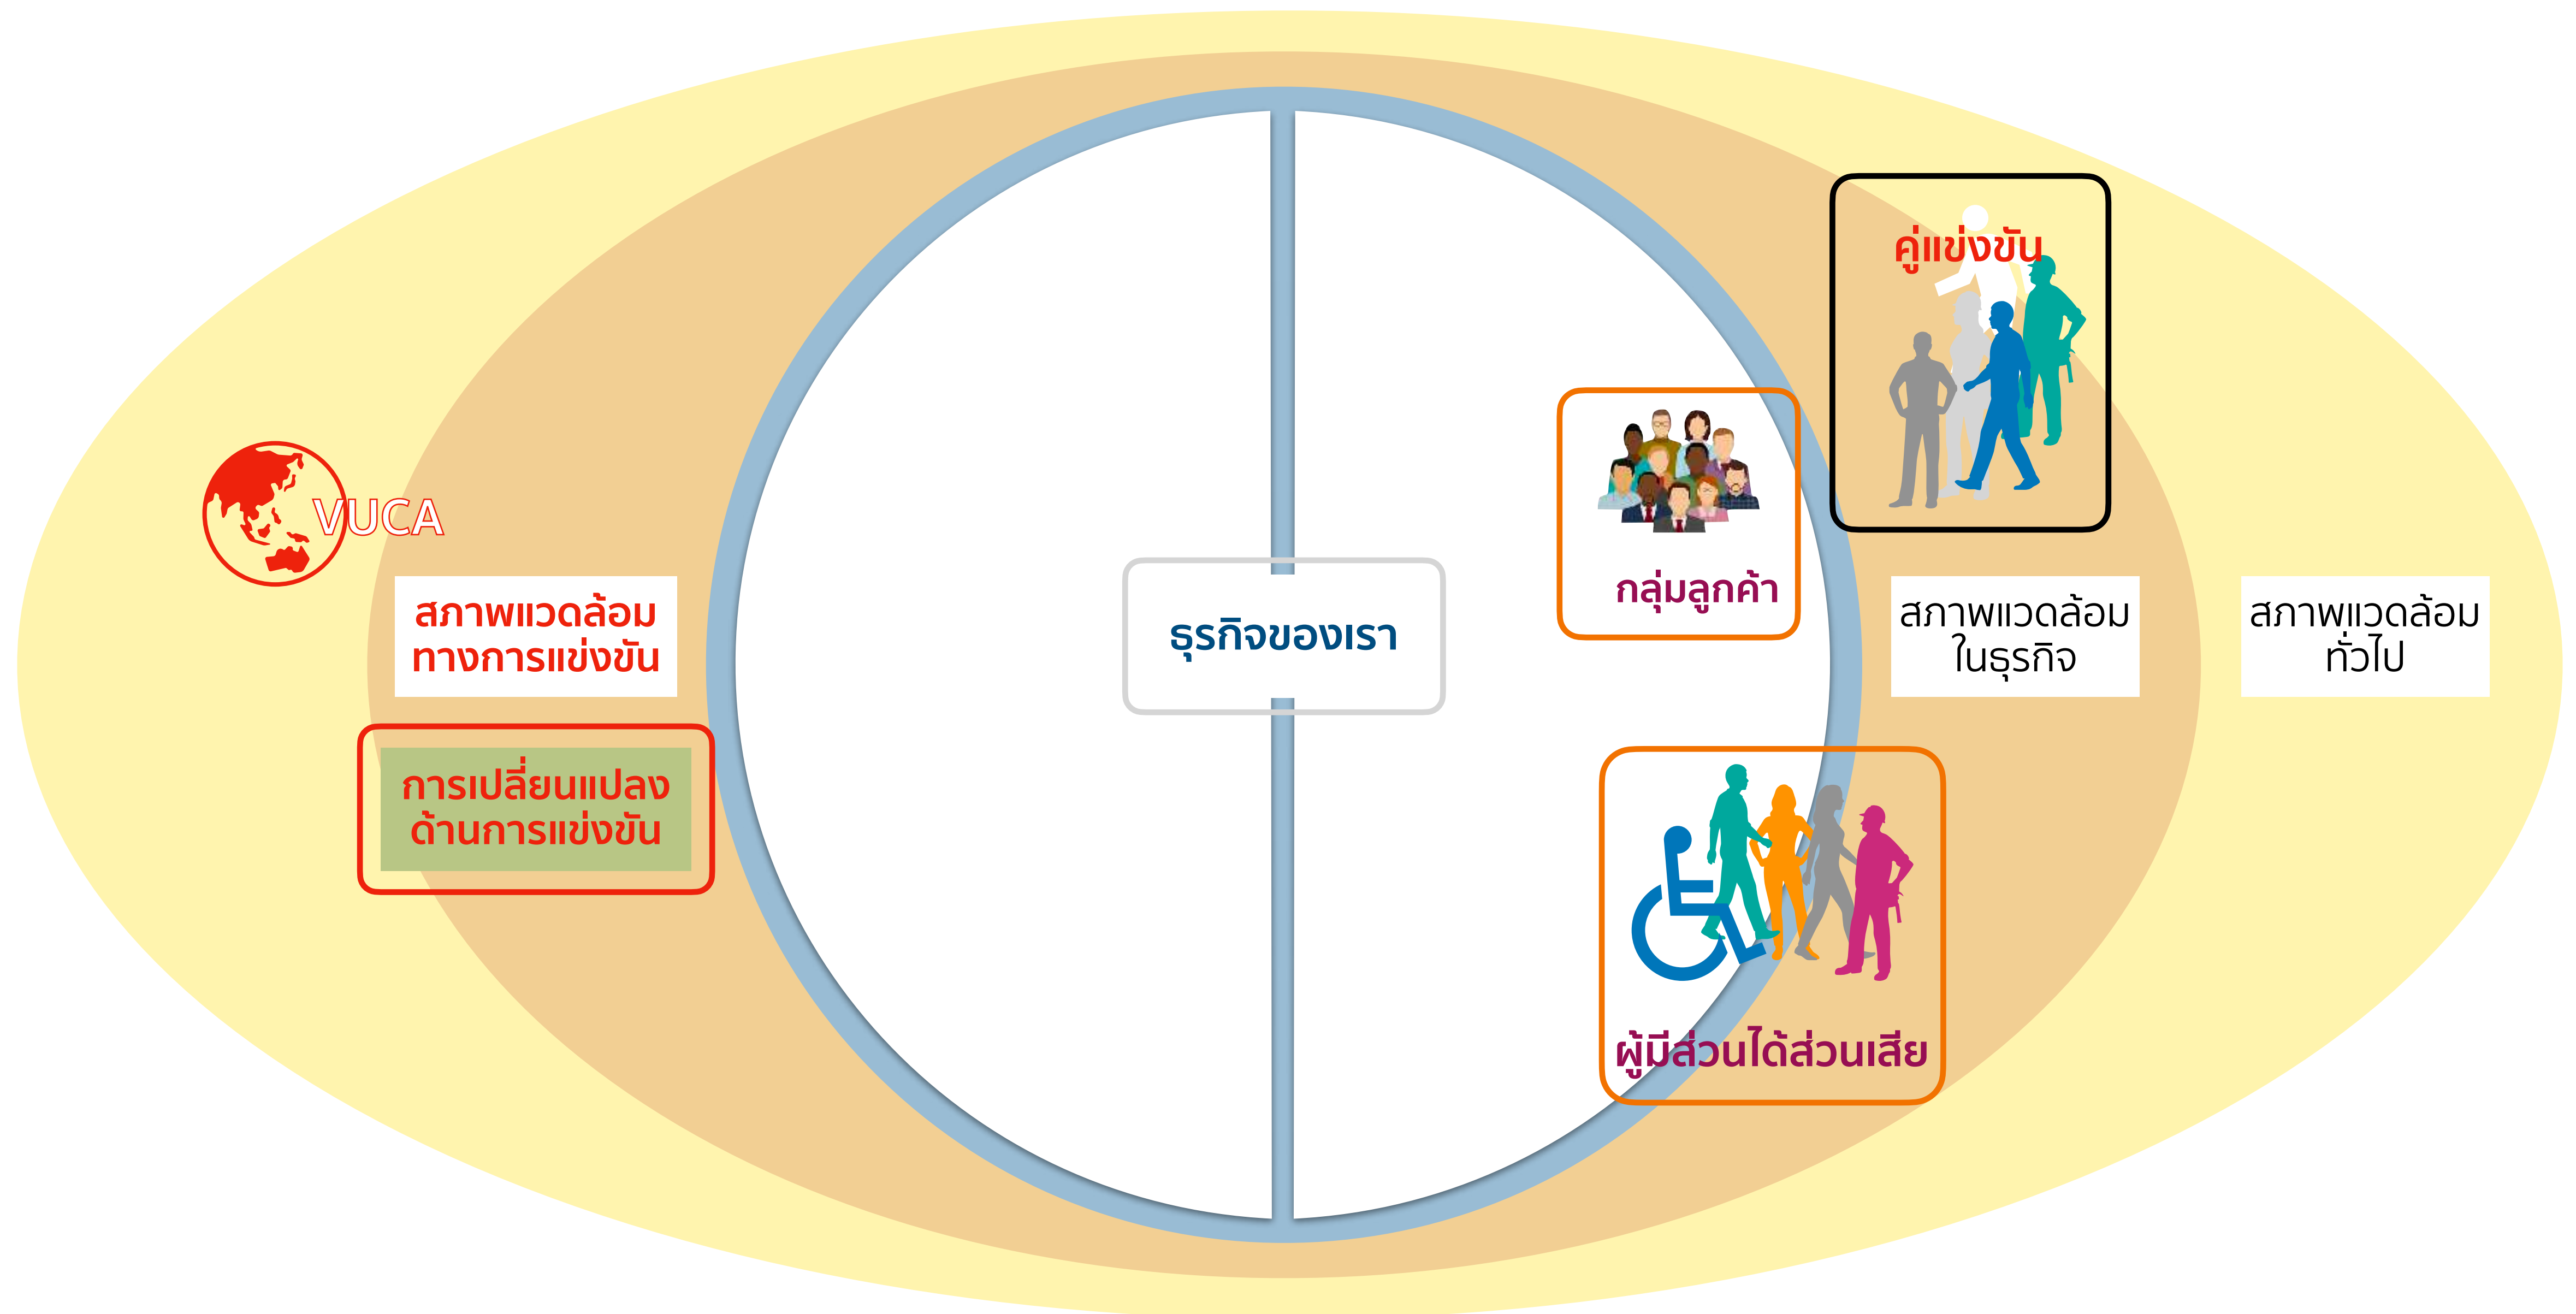 คู่แข่งขัน
VUCA
กลุ่มลูกค้า
สภาพแวดล้อม
ทางการแข่งขัน
ธุรกิจของเรา
สภาพแวดล้อม
ในธุรกิจ
สภาพแวดล้อม
ทั่วไป
การเปลี่ยนแปลง
ด้านการแข่งขัน
ผู้มีส่วนได้ส่วนเสีย